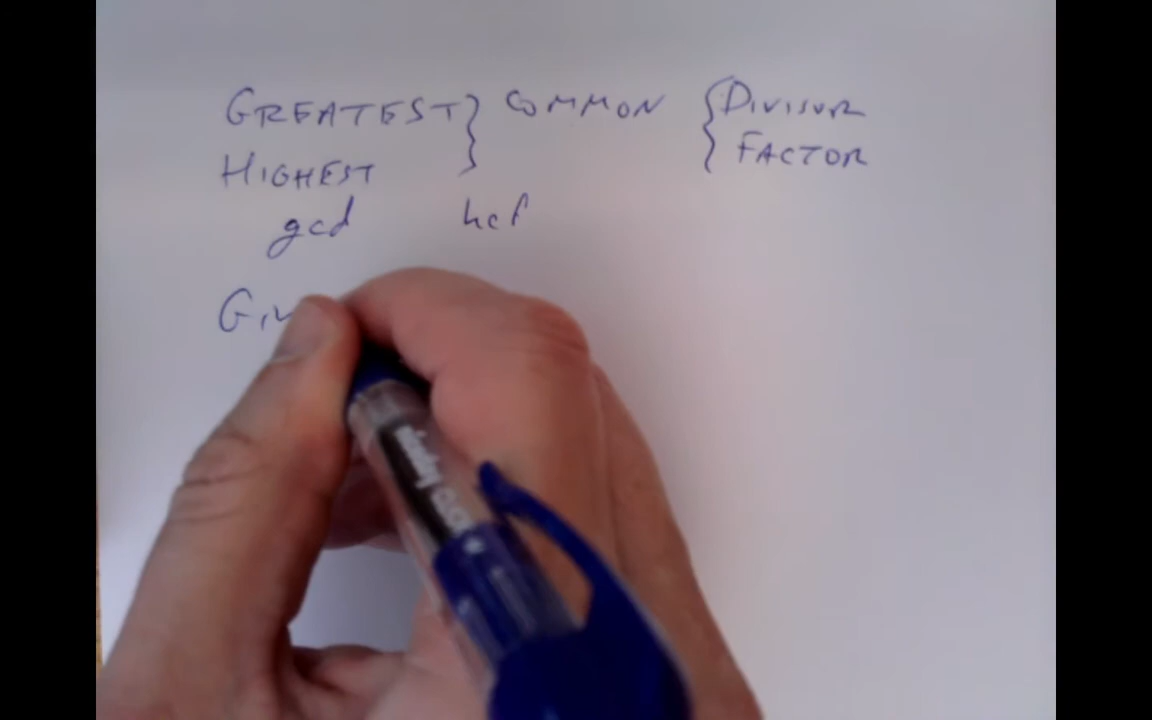 GREATEST } COMMON { DIVISOR
HIGHEST } { FACTOR
gcd hcf